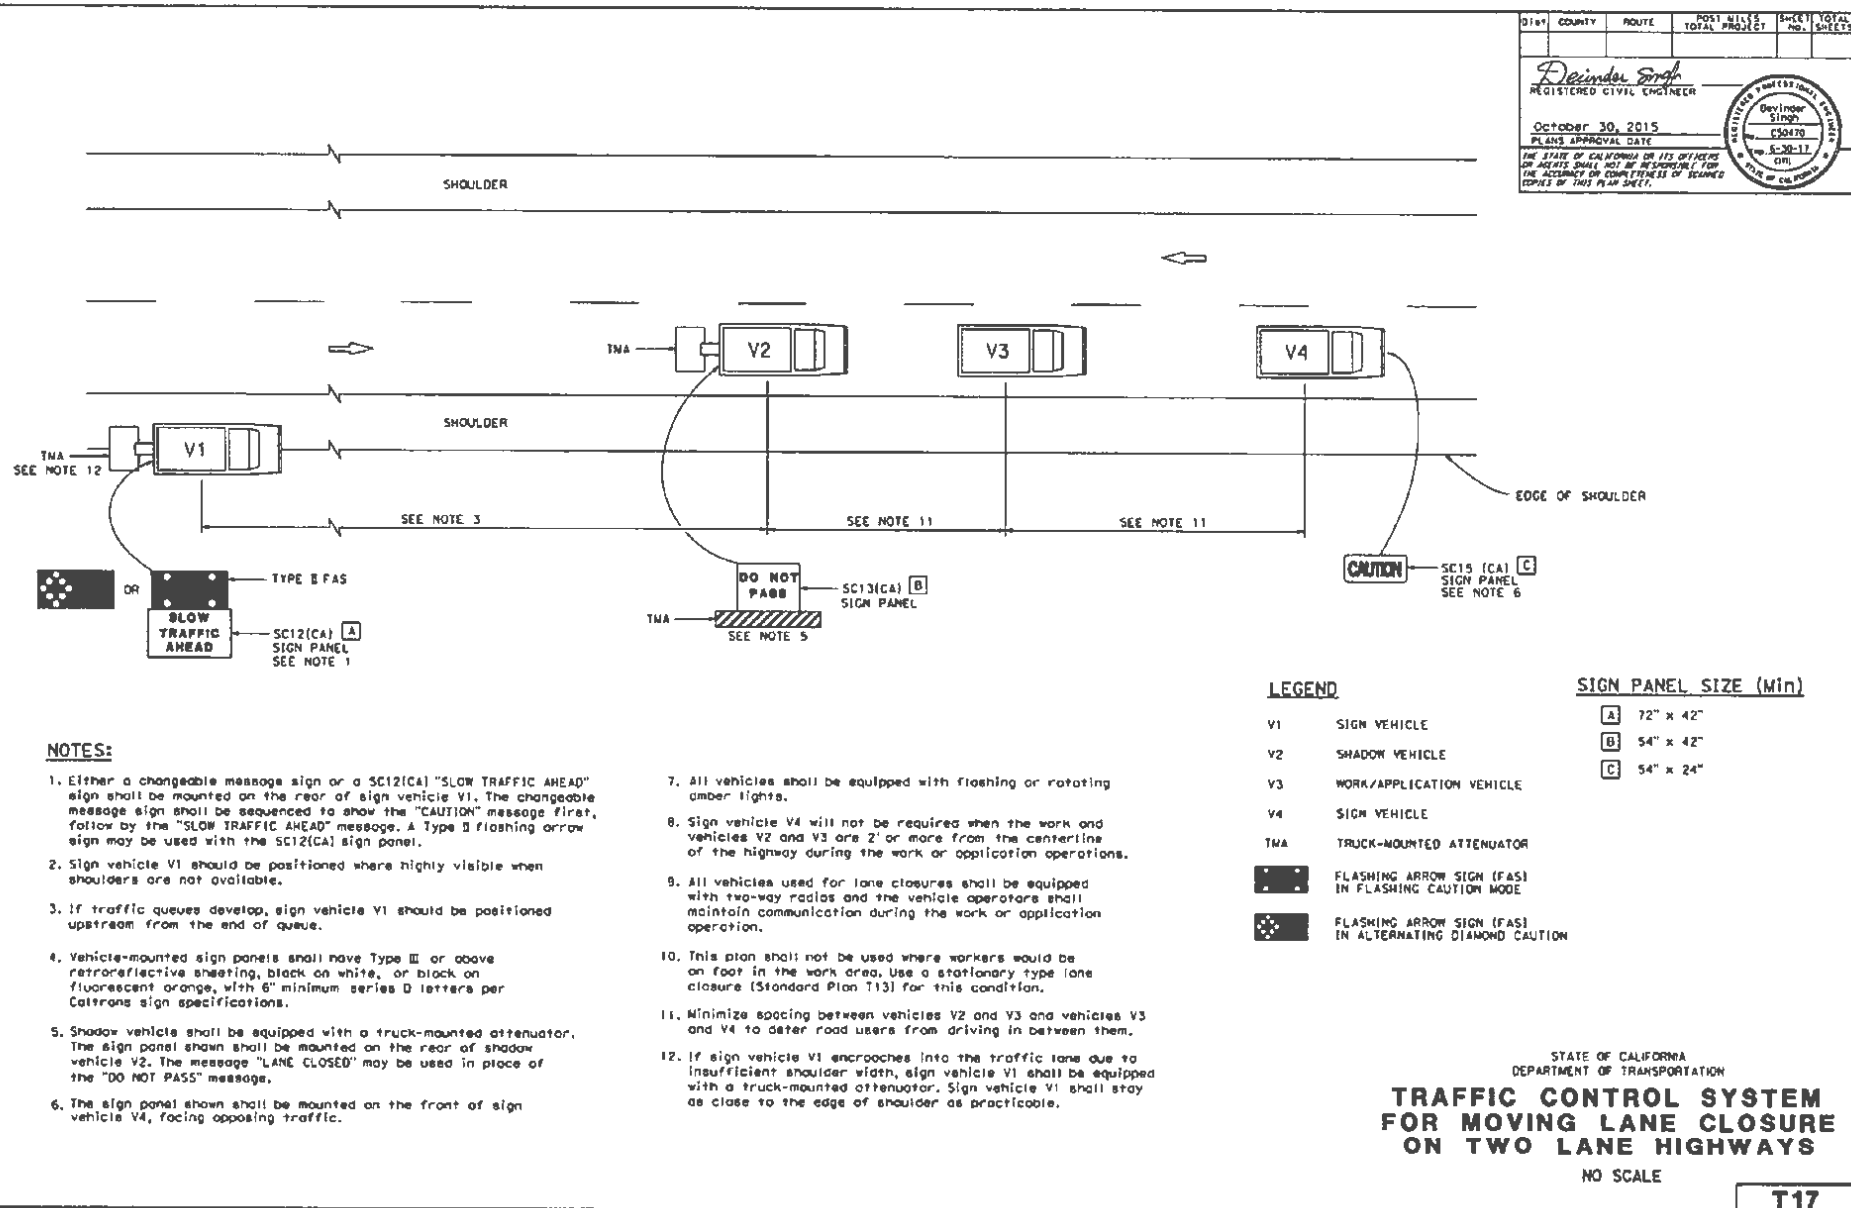 Dist COUNTY ROUTE POST MILES TOTAL PROJECT SHEET No. TOTAL SHEETS
Devinder Singh
REGISTERED CIVIL ENGINEER
October 30, 2015
PLANS APPROVAL DATE
THE STATE OF CALIFORNIA OR ITS OFFICERS
OR AGENTS SHALL NOT BE RESPONSIBLE FOR
THE ACCURACY OR COMPLETENESS OF SCANNED
COPIES OF THIS PLAN SHEET.
REGISTERED PROFESSIONAL ENGINEER
Devinder
Singh
No. C50470
Exp. 6-30-17
CIVIL
STATE OF CALIFORNIA
SHOULDER
TMA
V2
V3
V4
SHOULDER
TMA
SEE NOTE 12
V1
EDGE OF SHOULDER
SEE NOTE 3
SEE NOTE 11
SEE NOTE 11
OR
TYPE II FAS
SLOW
TRAFFIC
AHEAD
SC12(CA) A
SIGN PANEL
SEE NOTE 1
DO NOT
PASS
SC13(CA) B
SIGN PANEL
TMA
SEE NOTE 5
CAUTION
SC15 (CA) C
SIGN PANEL
SEE NOTE 6
NOTES:
1. Either a changeable message sign or a SC12(CA) "SLOW TRAFFIC AHEAD"
sign shall be mounted on the rear of sign vehicle V1. The changeable
message sign shall be sequenced to show the "CAUTION" message first,
follow by the "SLOW TRAFFIC AHEAD" message. A Type II flashing arrow
sign may be used with the SC12(CA) sign panel.
2. Sign vehicle V1 should be positioned where highly visible when
shoulders are not available.
3. If traffic queues develop, sign vehicle V1 should be positioned
upstream from the end of queue.
4. Vehicle-mounted sign panels shall have Type III or above
retroreflective sheeting, black on white, or black on
fluorescent orange, with 6" minimum series D letters per
Caltrans sign specifications.
5. Shadow vehicle shall be equipped with a truck-mounted attenuator.
The sign panel shown shall be mounted on the rear of shadow
vehicle V2. The message "LANE CLOSED" may be used in place of
the "DO NOT PASS" message.
6. The sign panel shown shall be mounted on the front of sign
vehicle V4, facing opposing traffic.
7. All vehicles shall be equipped with flashing or rotating
amber lights.
8. Sign vehicle V4 will not be required when the work and
vehicles V2 and V3 are 2' or more from the centerline
of the highway during the work or application operations.
9. All vehicles used for lane closures shall be equipped
with two-way radios and the vehicle operators shall
maintain communication during the work or application
operation.
10. This plan shall not be used where workers would be
on foot in the work area. Use a stationary type lane
closure (Standard Plan T13) for this condition.
11. Minimize spacing between vehicles V2 and V3 and vehicles V3
and V4 to deter road users from driving in between them.
12. If sign vehicle V1 encroaches into the traffic lane due to
insufficient shoulder width, sign vehicle V1 shall be equipped
with a truck-mounted attenuator. Sign vehicle V1 shall stay
as close to the edge of shoulder as practicable.
LEGEND
V1 SIGN VEHICLE
V2 SHADOW VEHICLE
V3 WORK/APPLICATION VEHICLE
V4 SIGN VEHICLE
TMA TRUCK-MOUNTED ATTENUATOR
FLASHING ARROW SIGN (FAS)
IN FLASHING CAUTION MODE
FLASHING ARROW SIGN (FAS)
IN ALTERNATING DIAMOND CAUTION
SIGN PANEL SIZE (Min)
A 72" x 42"
B 54" x 42"
C 54" x 24"
STATE OF CALIFORNIA
DEPARTMENT OF TRANSPORTATION
TRAFFIC CONTROL SYSTEM
FOR MOVING LANE CLOSURE
ON TWO LANE HIGHWAYS
NO SCALE
T17